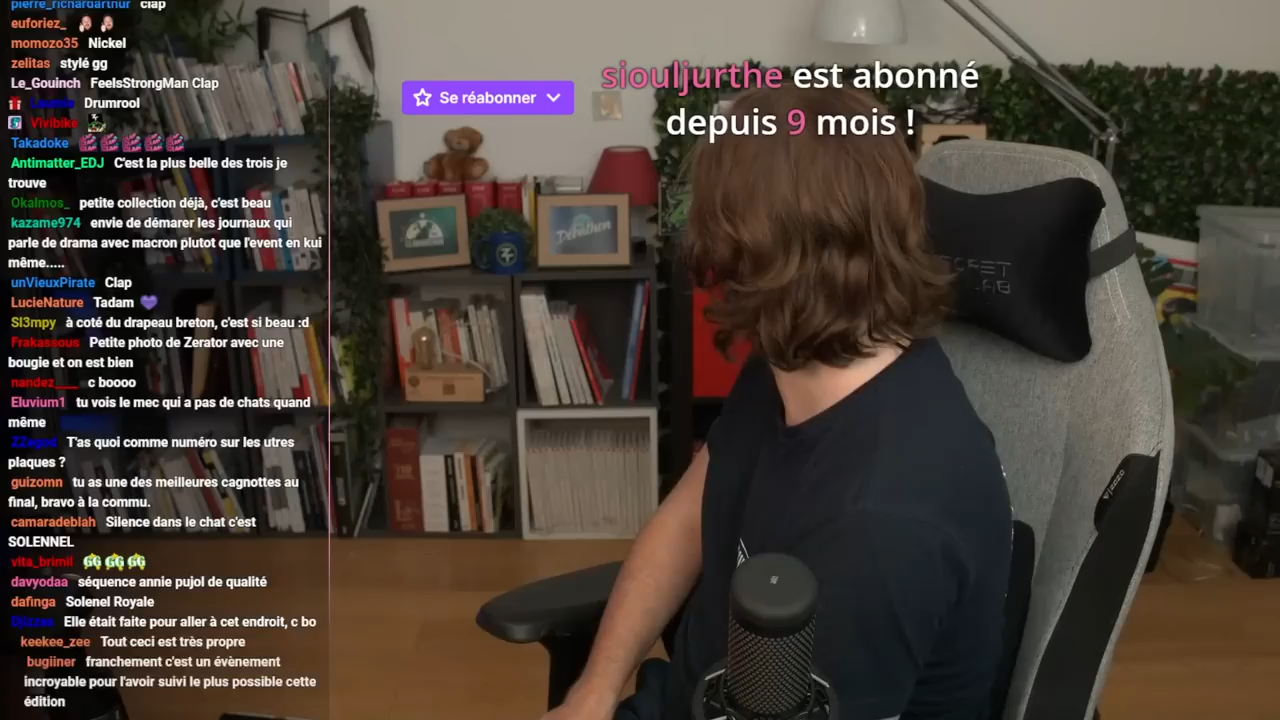 pierre_richardarthur clap
euforiez_
momozo35 Nickel
zelitas stylé gg
Le_Gouinch FeelsStrongMan Clap
Drumrool
Vivibike
Takadoke
Antimatter_EDJ C'est la plus belle des trois je
trouve
Okalmos_ petite collection déjà, c'est beau
kazame974 envie de démarer les journaux qui
parle de drama avec macron plutot que l'event en kui
même.....
unVieuxPirate Clap
LucieNature Tadam
Sl3mpy à coté du drapeau breton, c'est si beau :d
Frakassous Petite photo de Zerator avec une
bougie et on est bien
nandez___ c boooo
Eluvium1 tu vois le mec qui a pas de chats quand
même
T'as quoi comme numéro sur les utres
plaques ?
guizomn tu as une des meilleures cagnottes au
final, bravo à la commu.
camaradeblah Silence dans le chat c'est
SOLENNEL
vita_brimil GG GG GG
davyodaa séquence annie pujol de qualité
dafinga Solenel Royale
Elle était faite pour aller à cet endroit, c bo
keekee_zee Tout ceci est très propre
bugiiner franchement c'est un évènement
incroyable pour l'avoir suivi le plus possible cette
édition
Se réabonner
siouljurthe est abonné
depuis 9 mois !